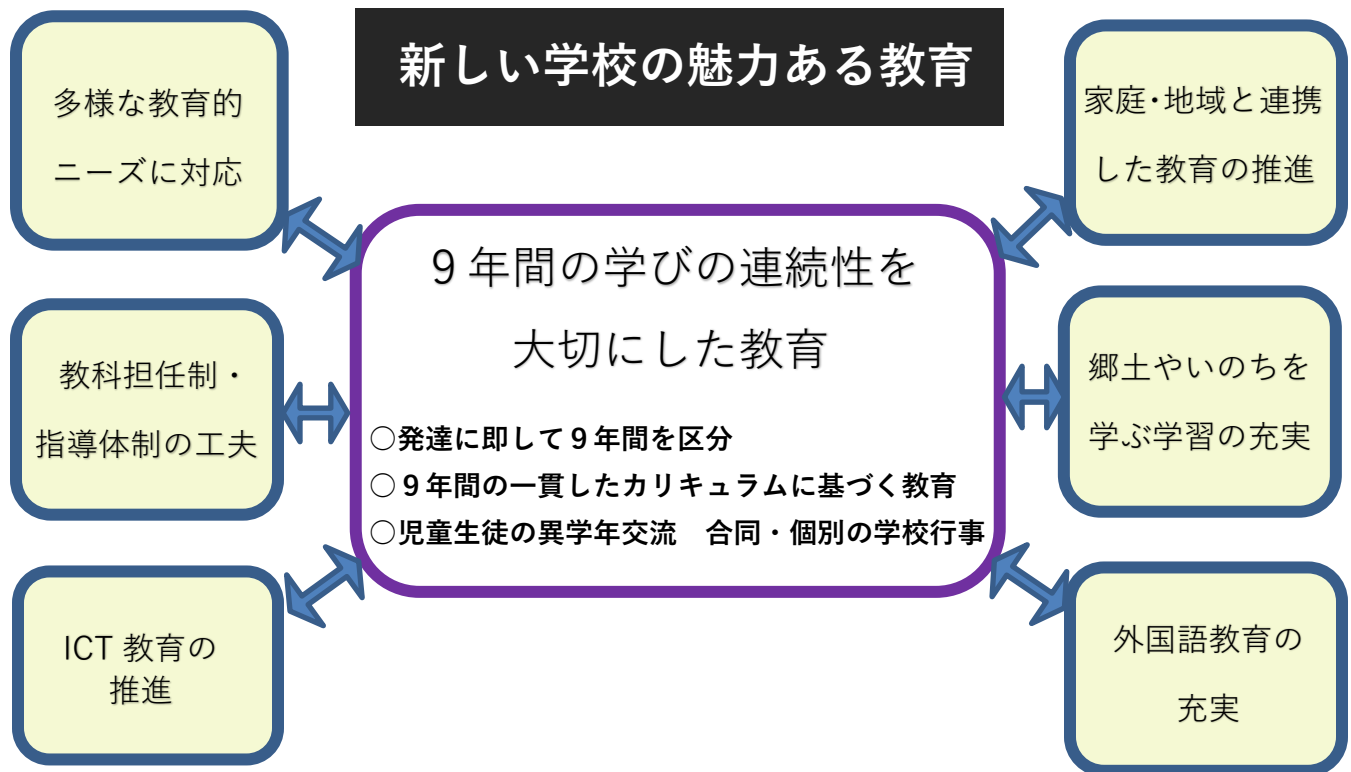 新しい学校の魅力ある教育
多様な教育的
ニーズに対応
教科担任制・
指導体制の工夫
ICT 教育の
推進
9年間の学びの連続性を
大切にした教育
○発達に即して9年間を区分
○9年間の一貫したカリキュラムに基づく教育
○児童生徒の異学年交流　合同・個別の学校行事
家庭・地域と連携
した教育の推進
郷土やいのちを
学ぶ学習の充実
外国語教育の
充実